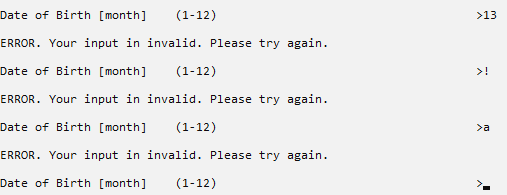 Date of Birth [month]    (1-12)                                     >13
ERROR. Your input in invalid. Please try again.
Date of Birth [month]    (1-12)                                     >!
ERROR. Your input in invalid. Please try again.
Date of Birth [month]    (1-12)                                     >a
ERROR. Your input in invalid. Please try again.
Date of Birth [month]    (1-12)                                     >_